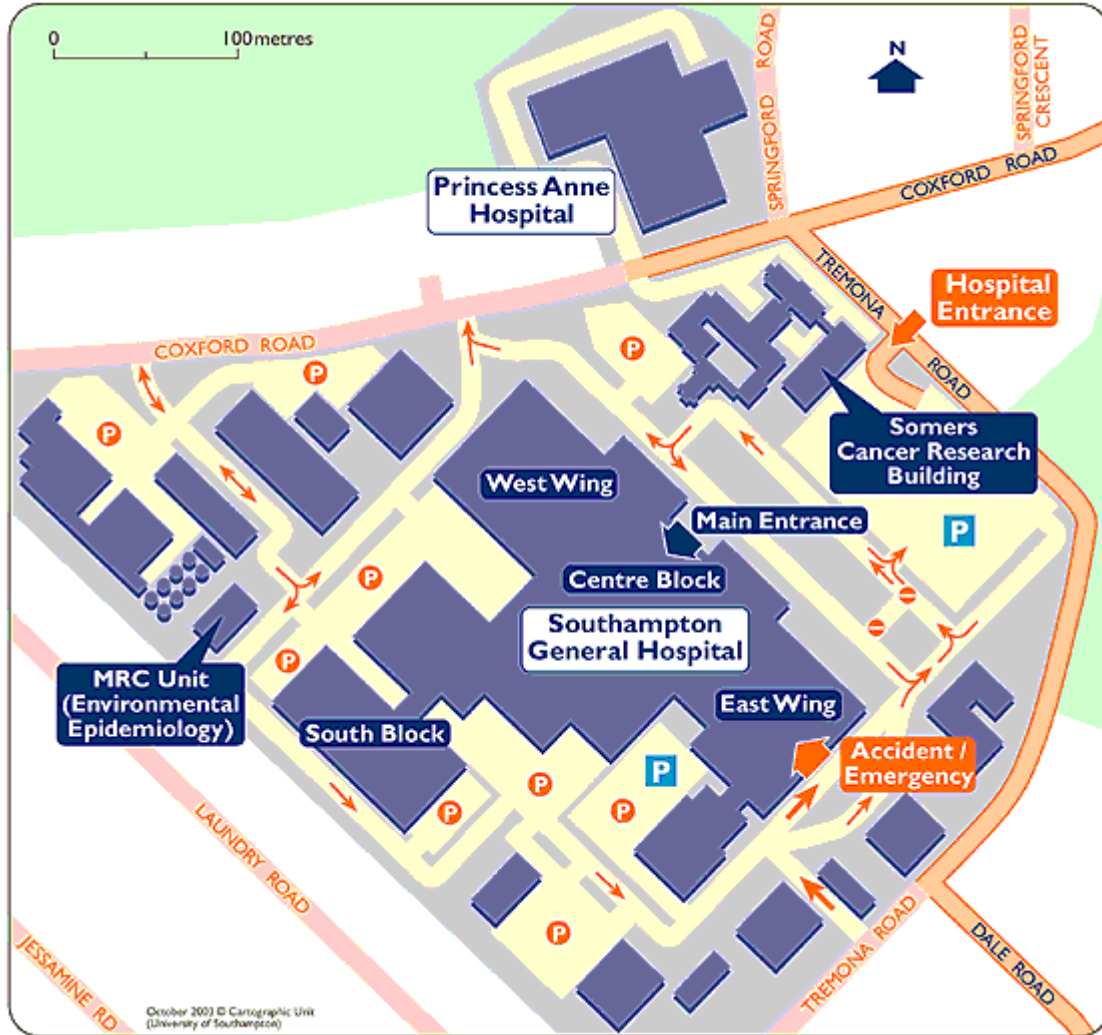 0 100metres
N
SPRINGFORD
ROAD
SPRINGFORD
CRESCENT
COXFORD ROAD
Princess Anne
Hospital
TREMONA
ROAD
Hospital
Entrance
COXFORD ROAD
P
P
P
Somers
Cancer Research
Building
West Wing
Main Entrance
P
Centre Block
P
Southampton
General Hospital
P
MRC Unit
(Environmental
Epidemiology)
South Block
East Wing
Accident /
Emergency
P
P
P
P
P
LAUNDRY ROAD
TREMONA ROAD
DALE ROAD
JESSAMINE RD
October 2003 © Cartographic Unit
(University of Southampton)